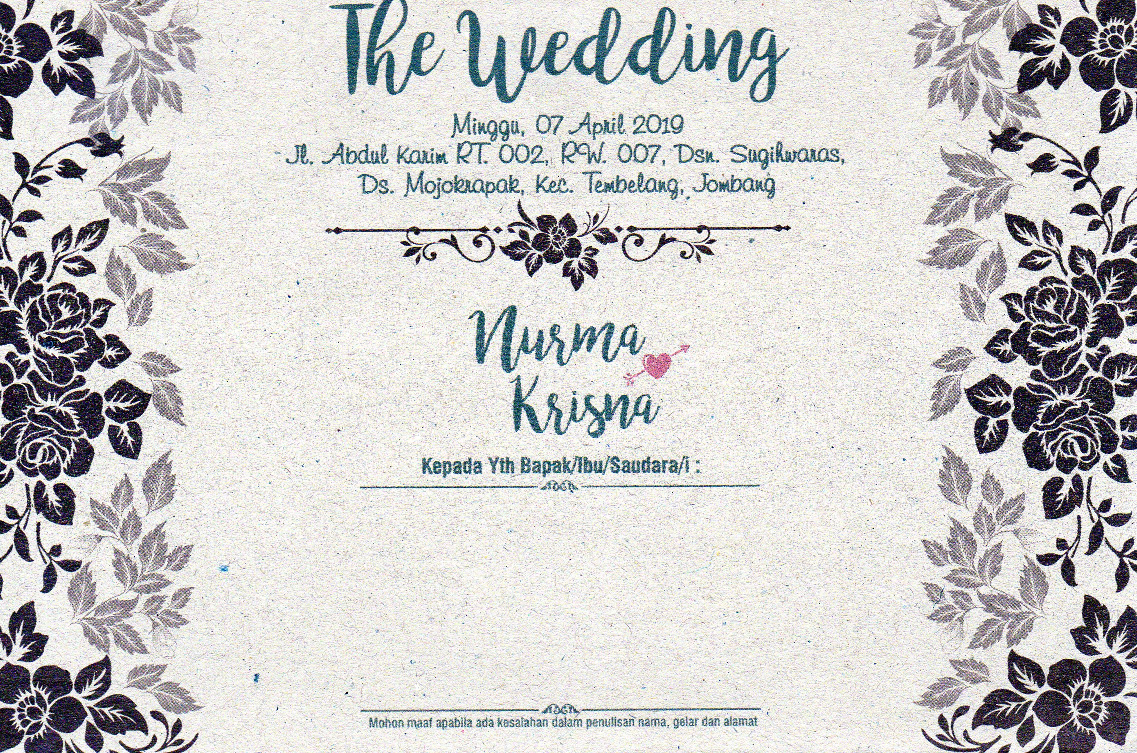 The Wedding
Minggu, 07 April 2019
Jl. Abdul Karim RT. 002, RW. 007, Dsn. Sugihwaras,
Ds. Mojokrapak, Kec. Tembelang, Jombang
Nurma
Krisna
Kepada Yth Bapak/Ibu/Saudara/i :
Mohon maaf apabila ada kesalahan dalam penulisan nama, gelar dan alamat